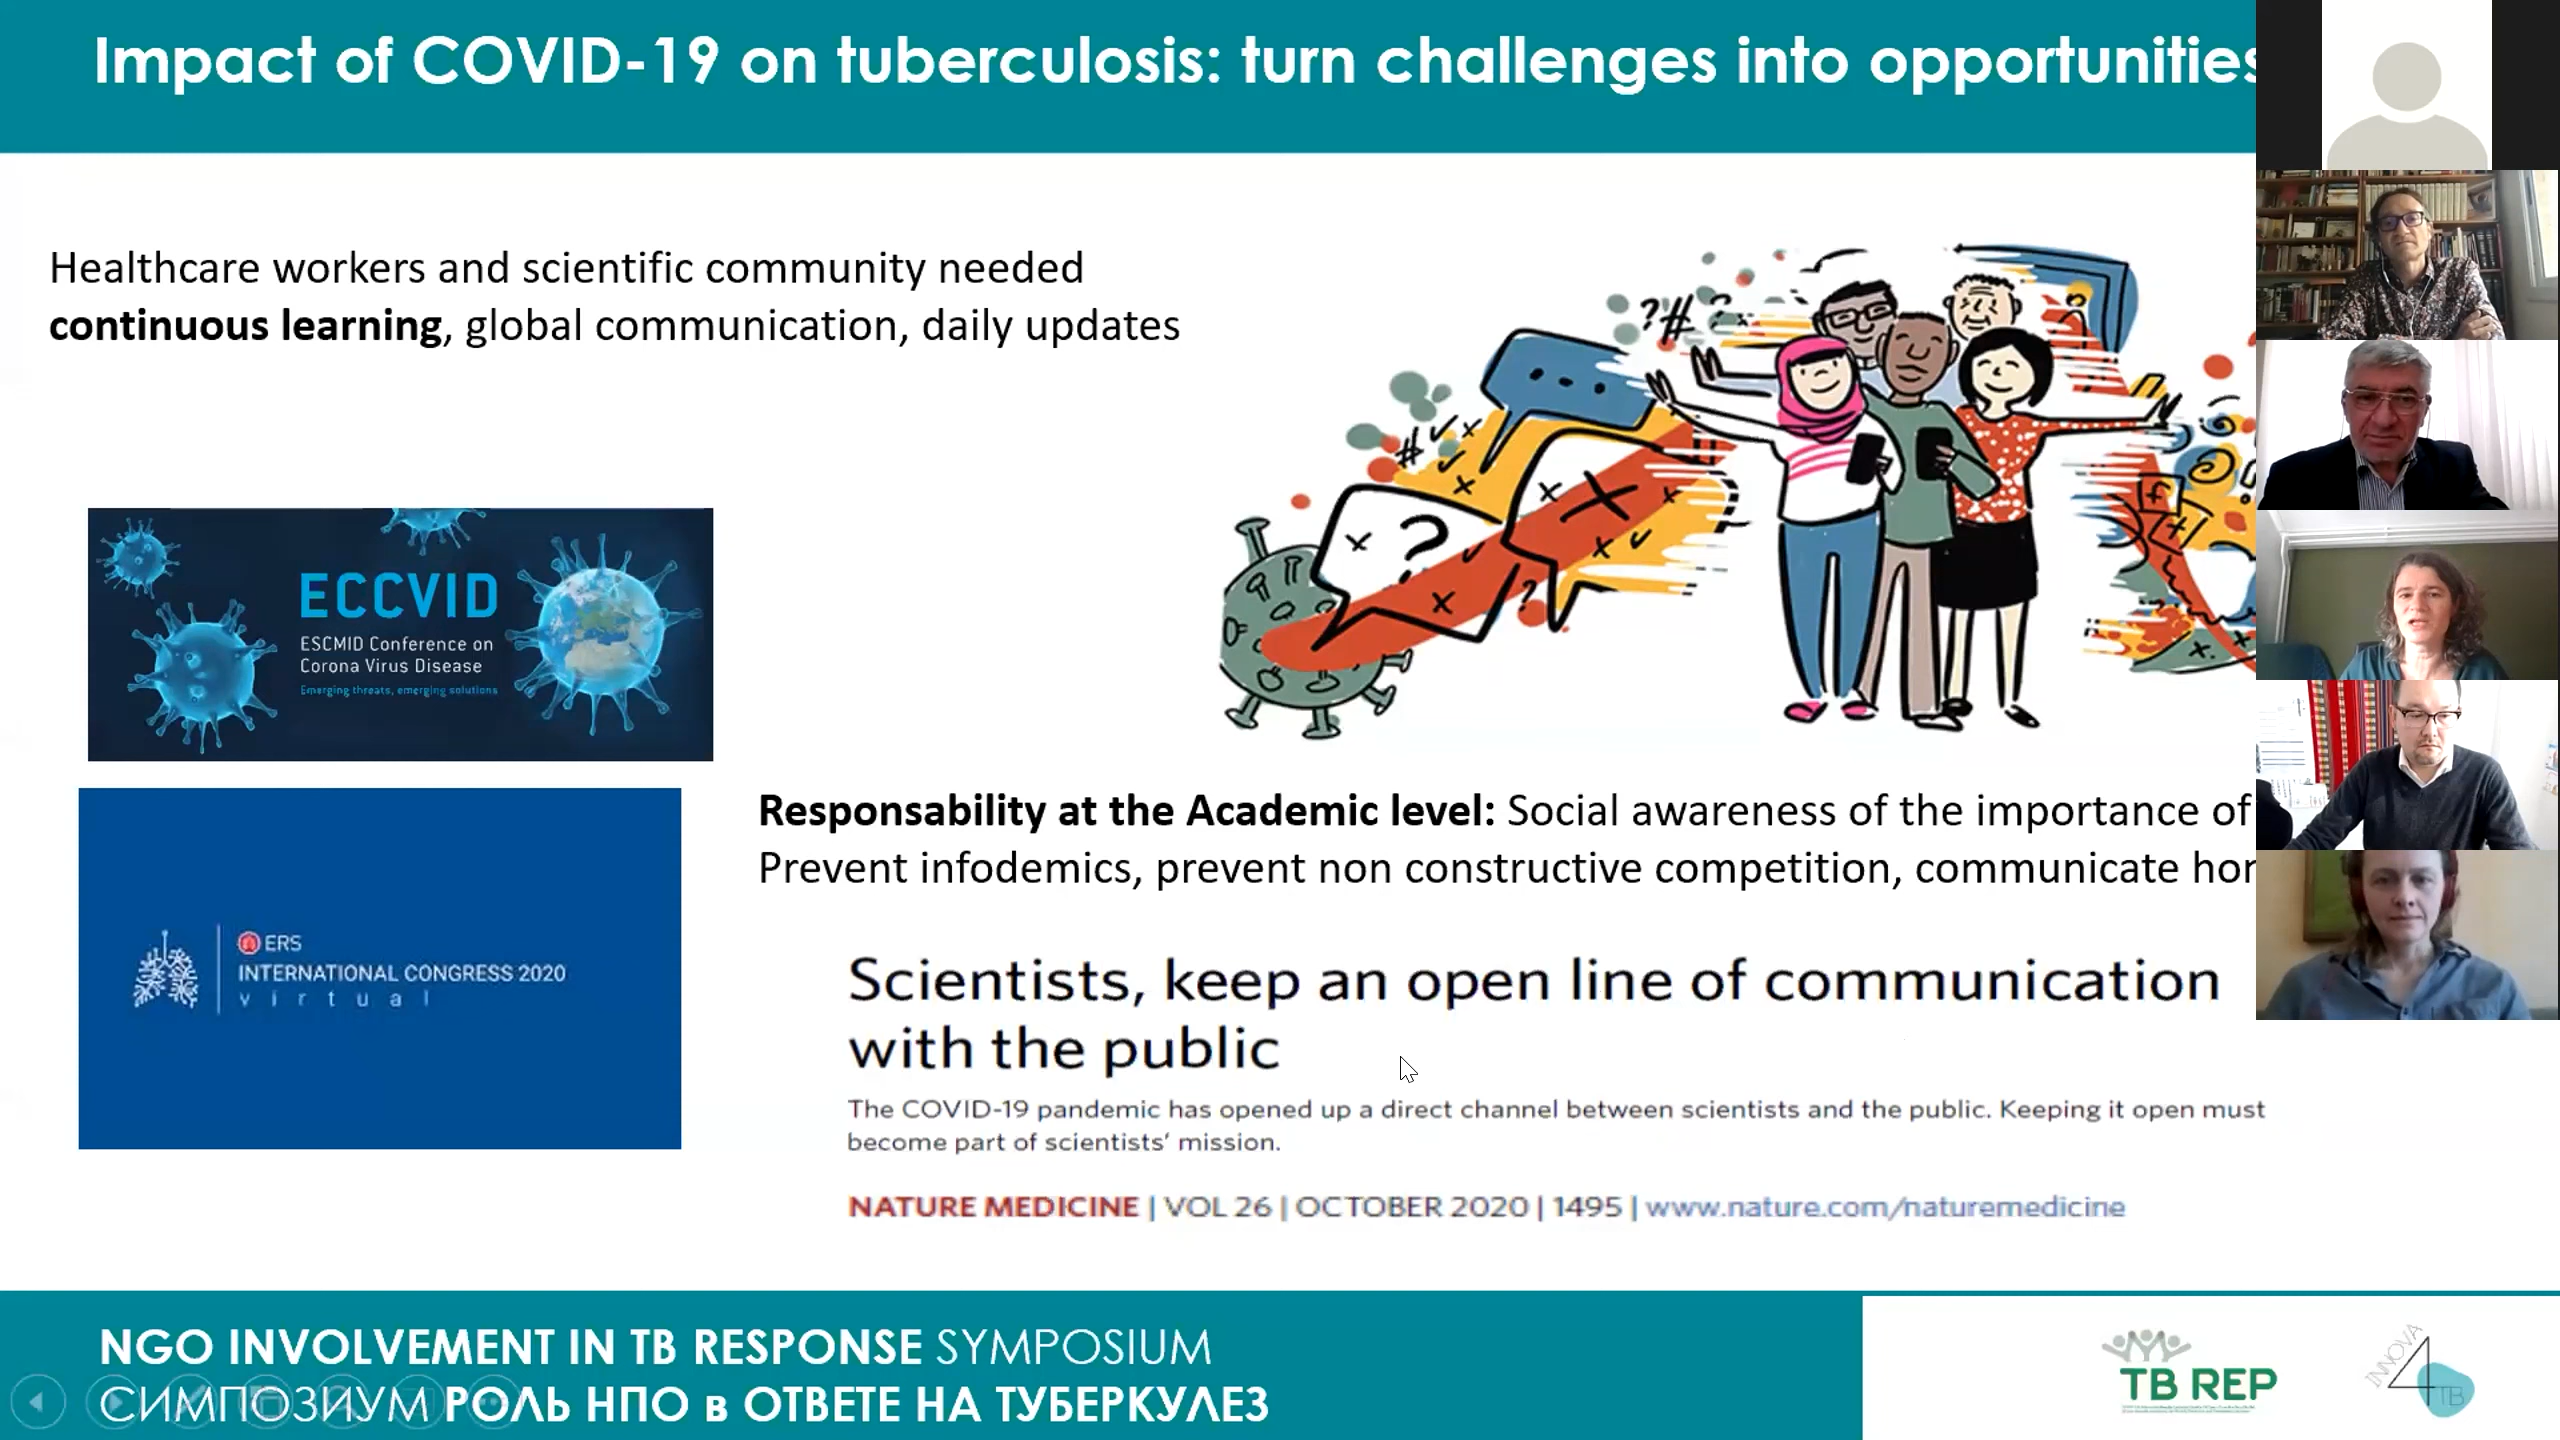 Impact of COVID-19 on tuberculosis: turn challenges into opportunities
Healthcare workers and scientific community needed
continuous learning, global communication, daily updates
ECCVID
ESCMID Conference on
Corona Virus Disease
Emerging threats, emerging solutions
ERS
INTERNATIONAL CONGRESS 2020
virtual
Responsability at the Academic level: Social awareness of the importance of
Prevent infodemics, prevent non constructive competition, communicate
Scientists, keep an open line of communication
with the public
The COVID-19 pandemic has opened up a direct channel between scientists and the public. Keeping it open must
become part of scientists’ mission.
NATURE MEDICINE | VOL 26 | OCTOBER 2020 | 1495 | www.nature.com/naturemedicine
NGO INVOLVEMENT IN TB RESPONSE SYMPOSIUM
СИМПОЗИУМ РОЛЬ НПО в ОТВЕТЕ НА ТУБЕРКУЛЕЗ
TB REP
INNOVA
4
TB